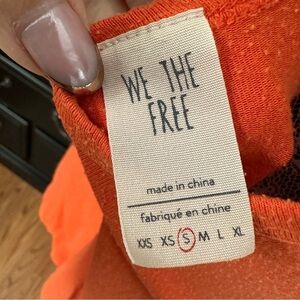 WE THE
FREE
made in china
fabriqué en chine
XXS XS S M L XL